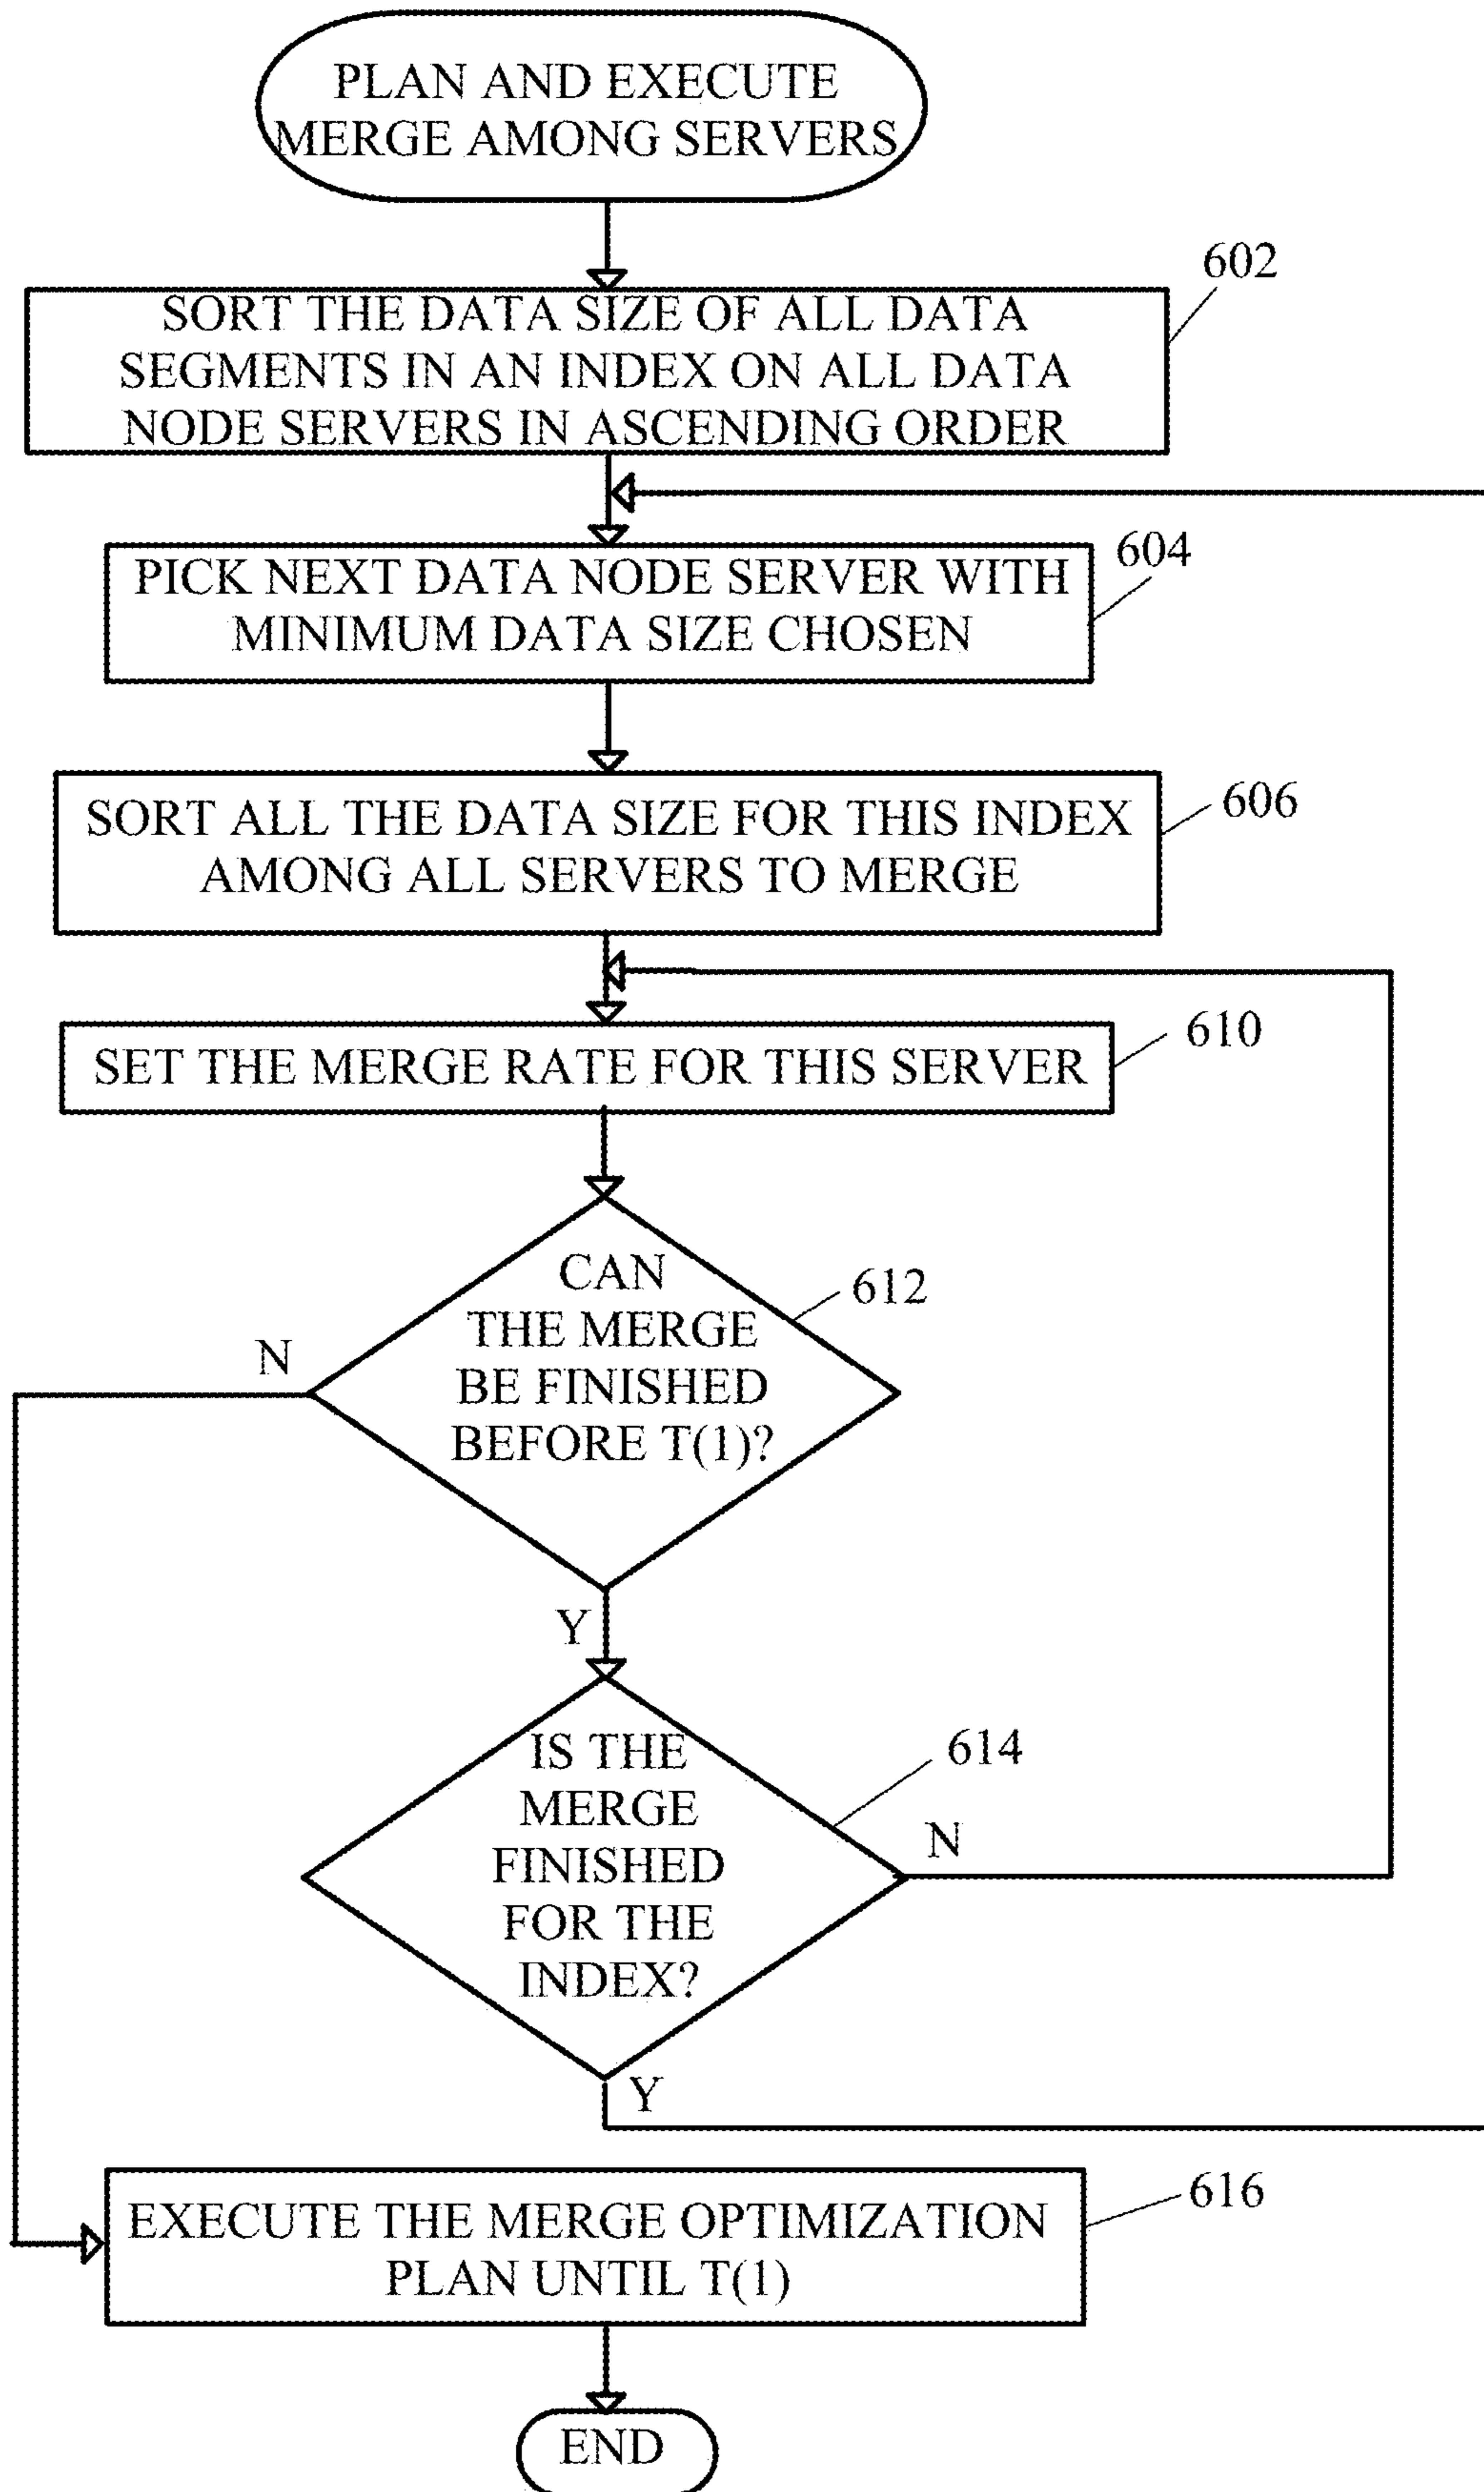 PLAN AND EXECUTE
MERGE AMONG SERVERS
602
SORT THE DATA SIZE OF ALL DATA
SEGMENTS IN AN INDEX ON ALL DATA
NODE SERVERS IN ASCENDING ORDER
604
PICK NEXT DATA NODE SERVER WITH
MINIMUM DATA SIZE CHOSEN
606
SORT ALL THE DATA SIZE FOR THIS INDEX
AMONG ALL SERVERS TO MERGE
610
SET THE MERGE RATE FOR THIS SERVER
612
CAN
THE MERGE
BE FINISHED
BEFORE T(1)?
N
Y
614
IS THE
MERGE
FINISHED
FOR THE
INDEX?
N
Y
616
EXECUTE THE MERGE OPTIMIZATION
PLAN UNTIL T(1)
END